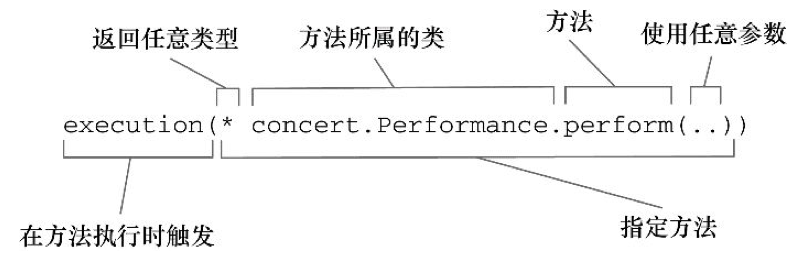 返回任意类型
方法所属的类
方法
使用任意参数
execution(* concert.Performance.perform(..))
在方法执行时触发
指定方法